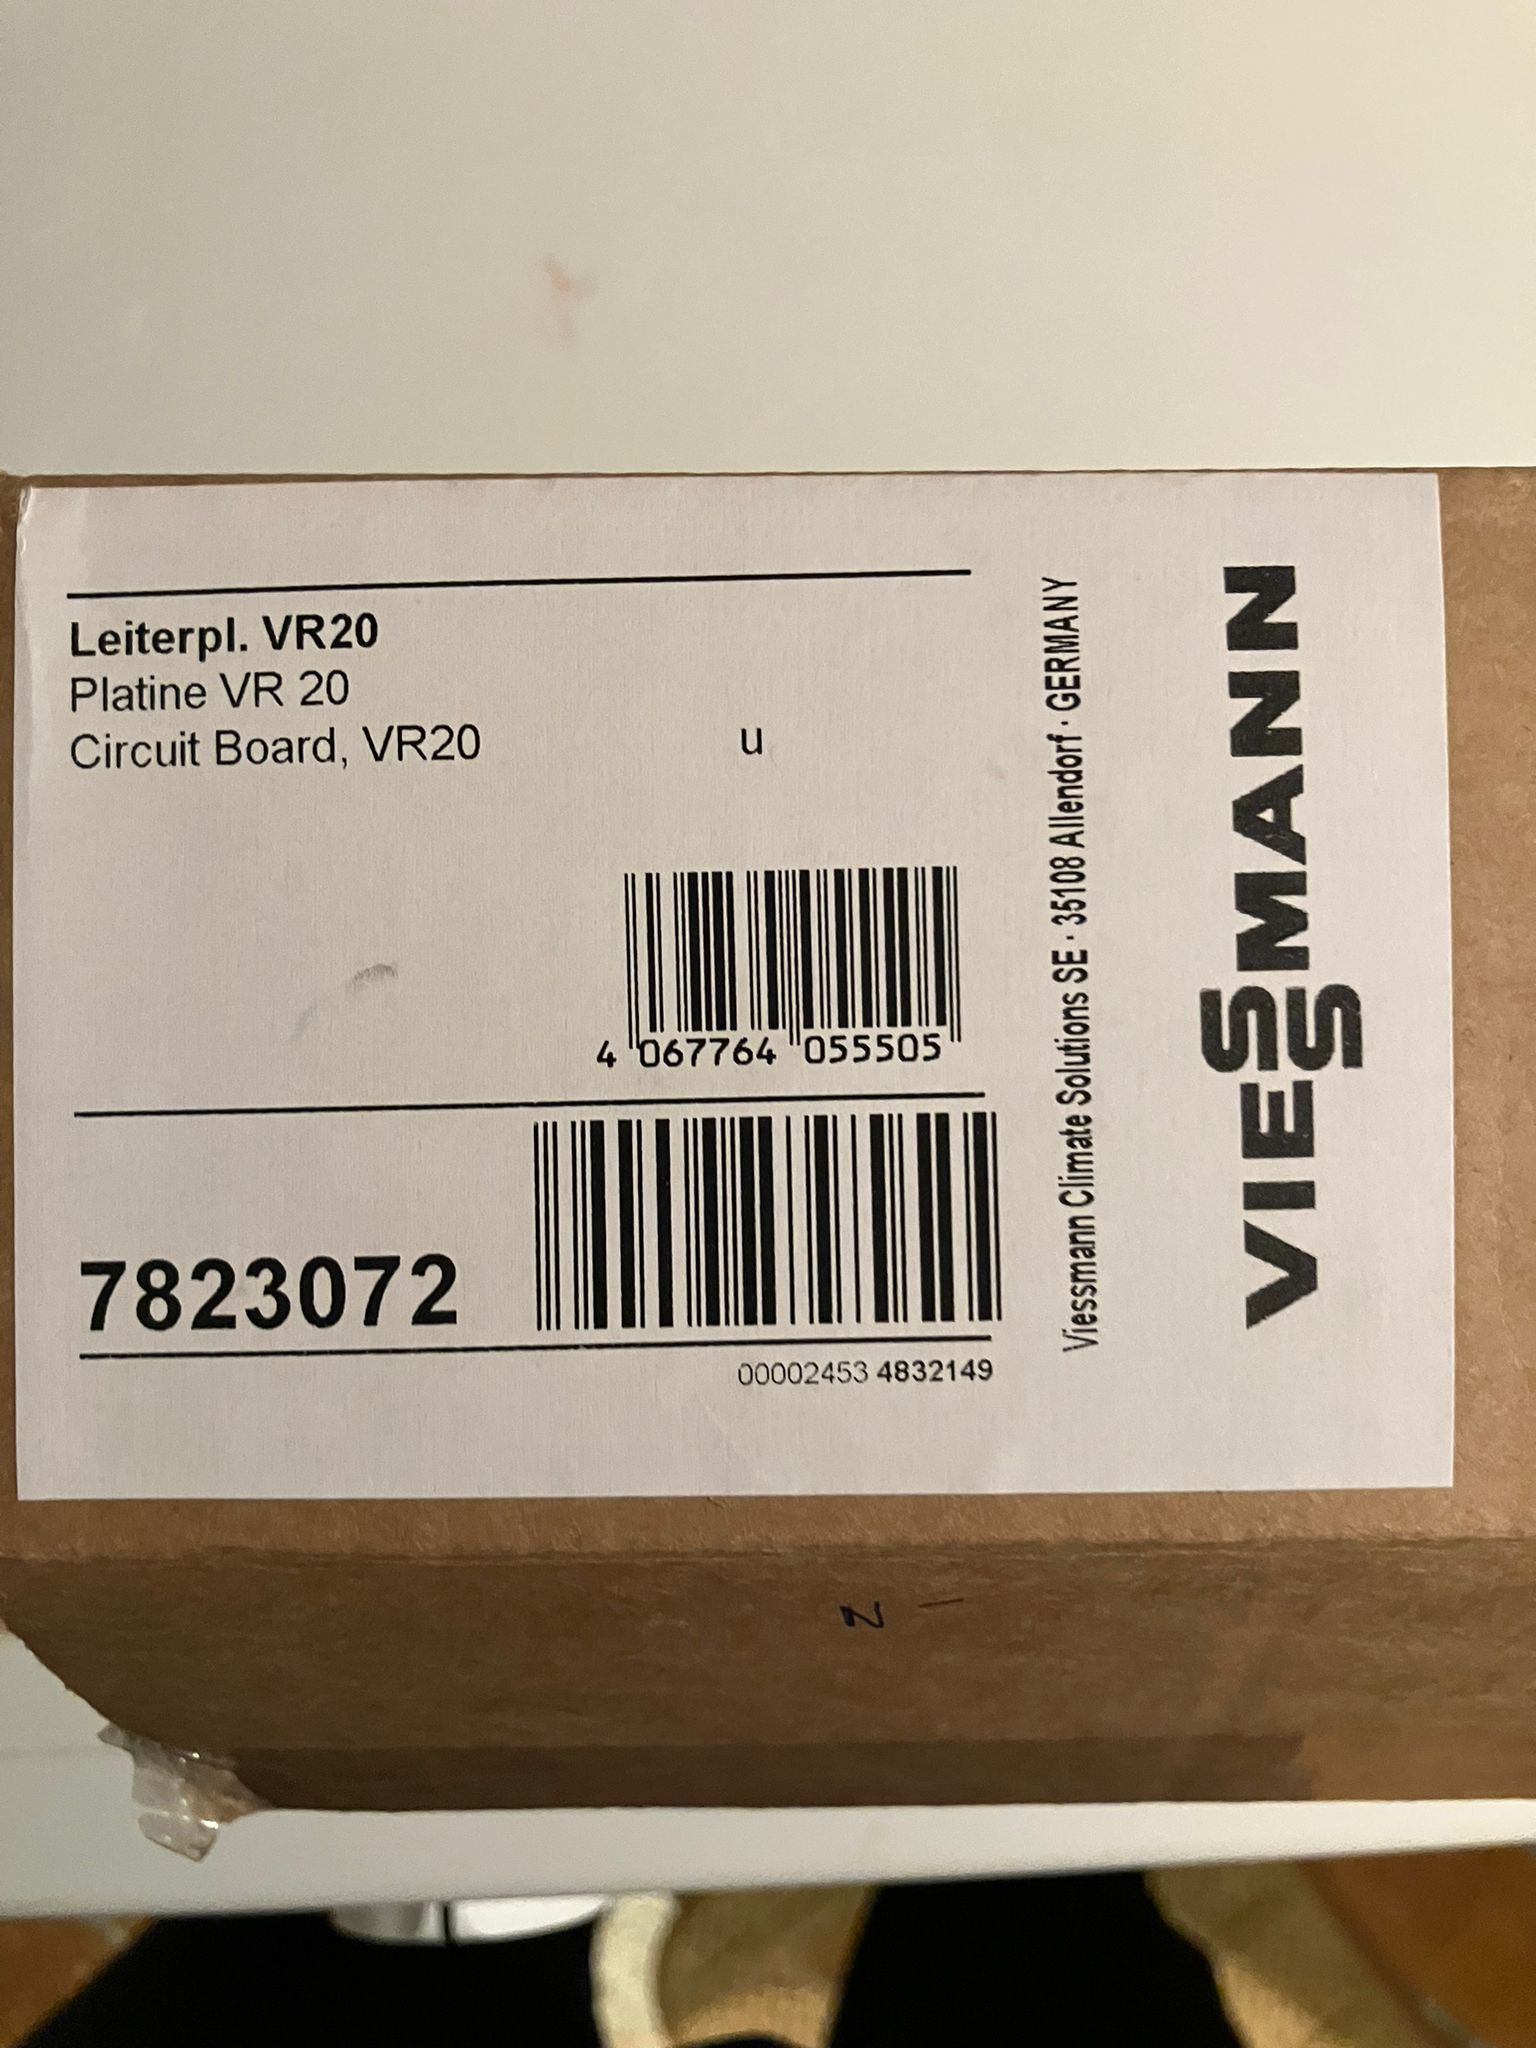 Leiterpl. VR20
Platine VR 20
Circuit Board, VR20
u
4 067764 055505
7823072
00002453 4832149
Viessmann Climate Solutions SE · 35108 Allendorf · GERMANY
VIESSMANN